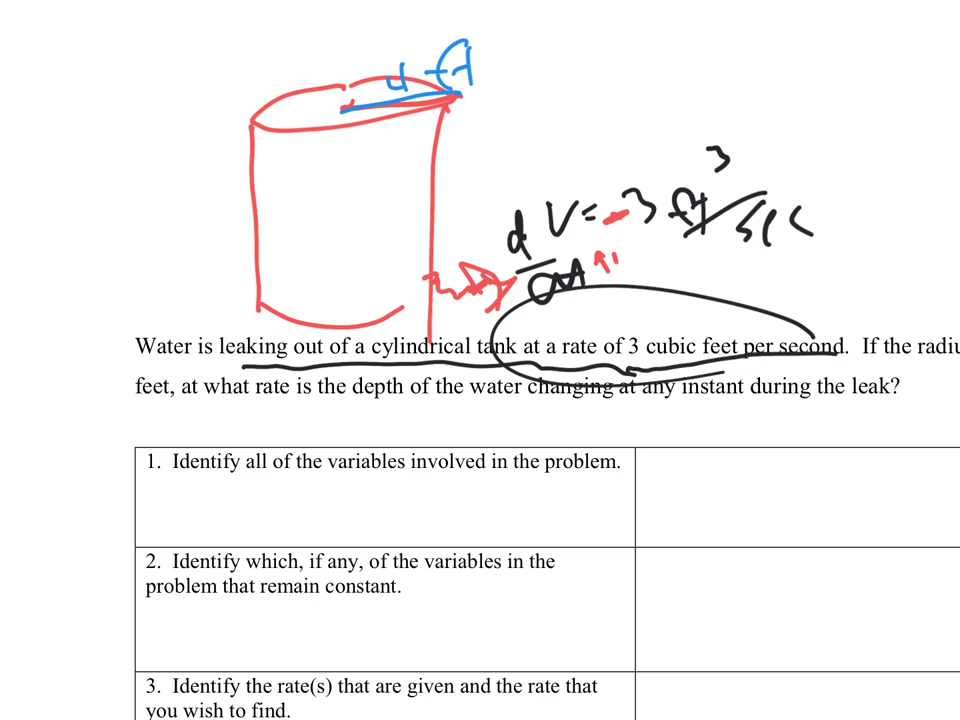 d
dV = -3 ft³/sec
dt
Water is leaking out of a cylindrical tank at a rate of 3 cubic feet per second. If the
feet, at what rate is the depth of the water changing at any instant during the leak?
1. Identify all of the variables involved in the problem.
2. Identify which, if any, of the variables in the
problem that remain constant.
3. Identify the rate(s) that are given and the rate that
you wish to find.